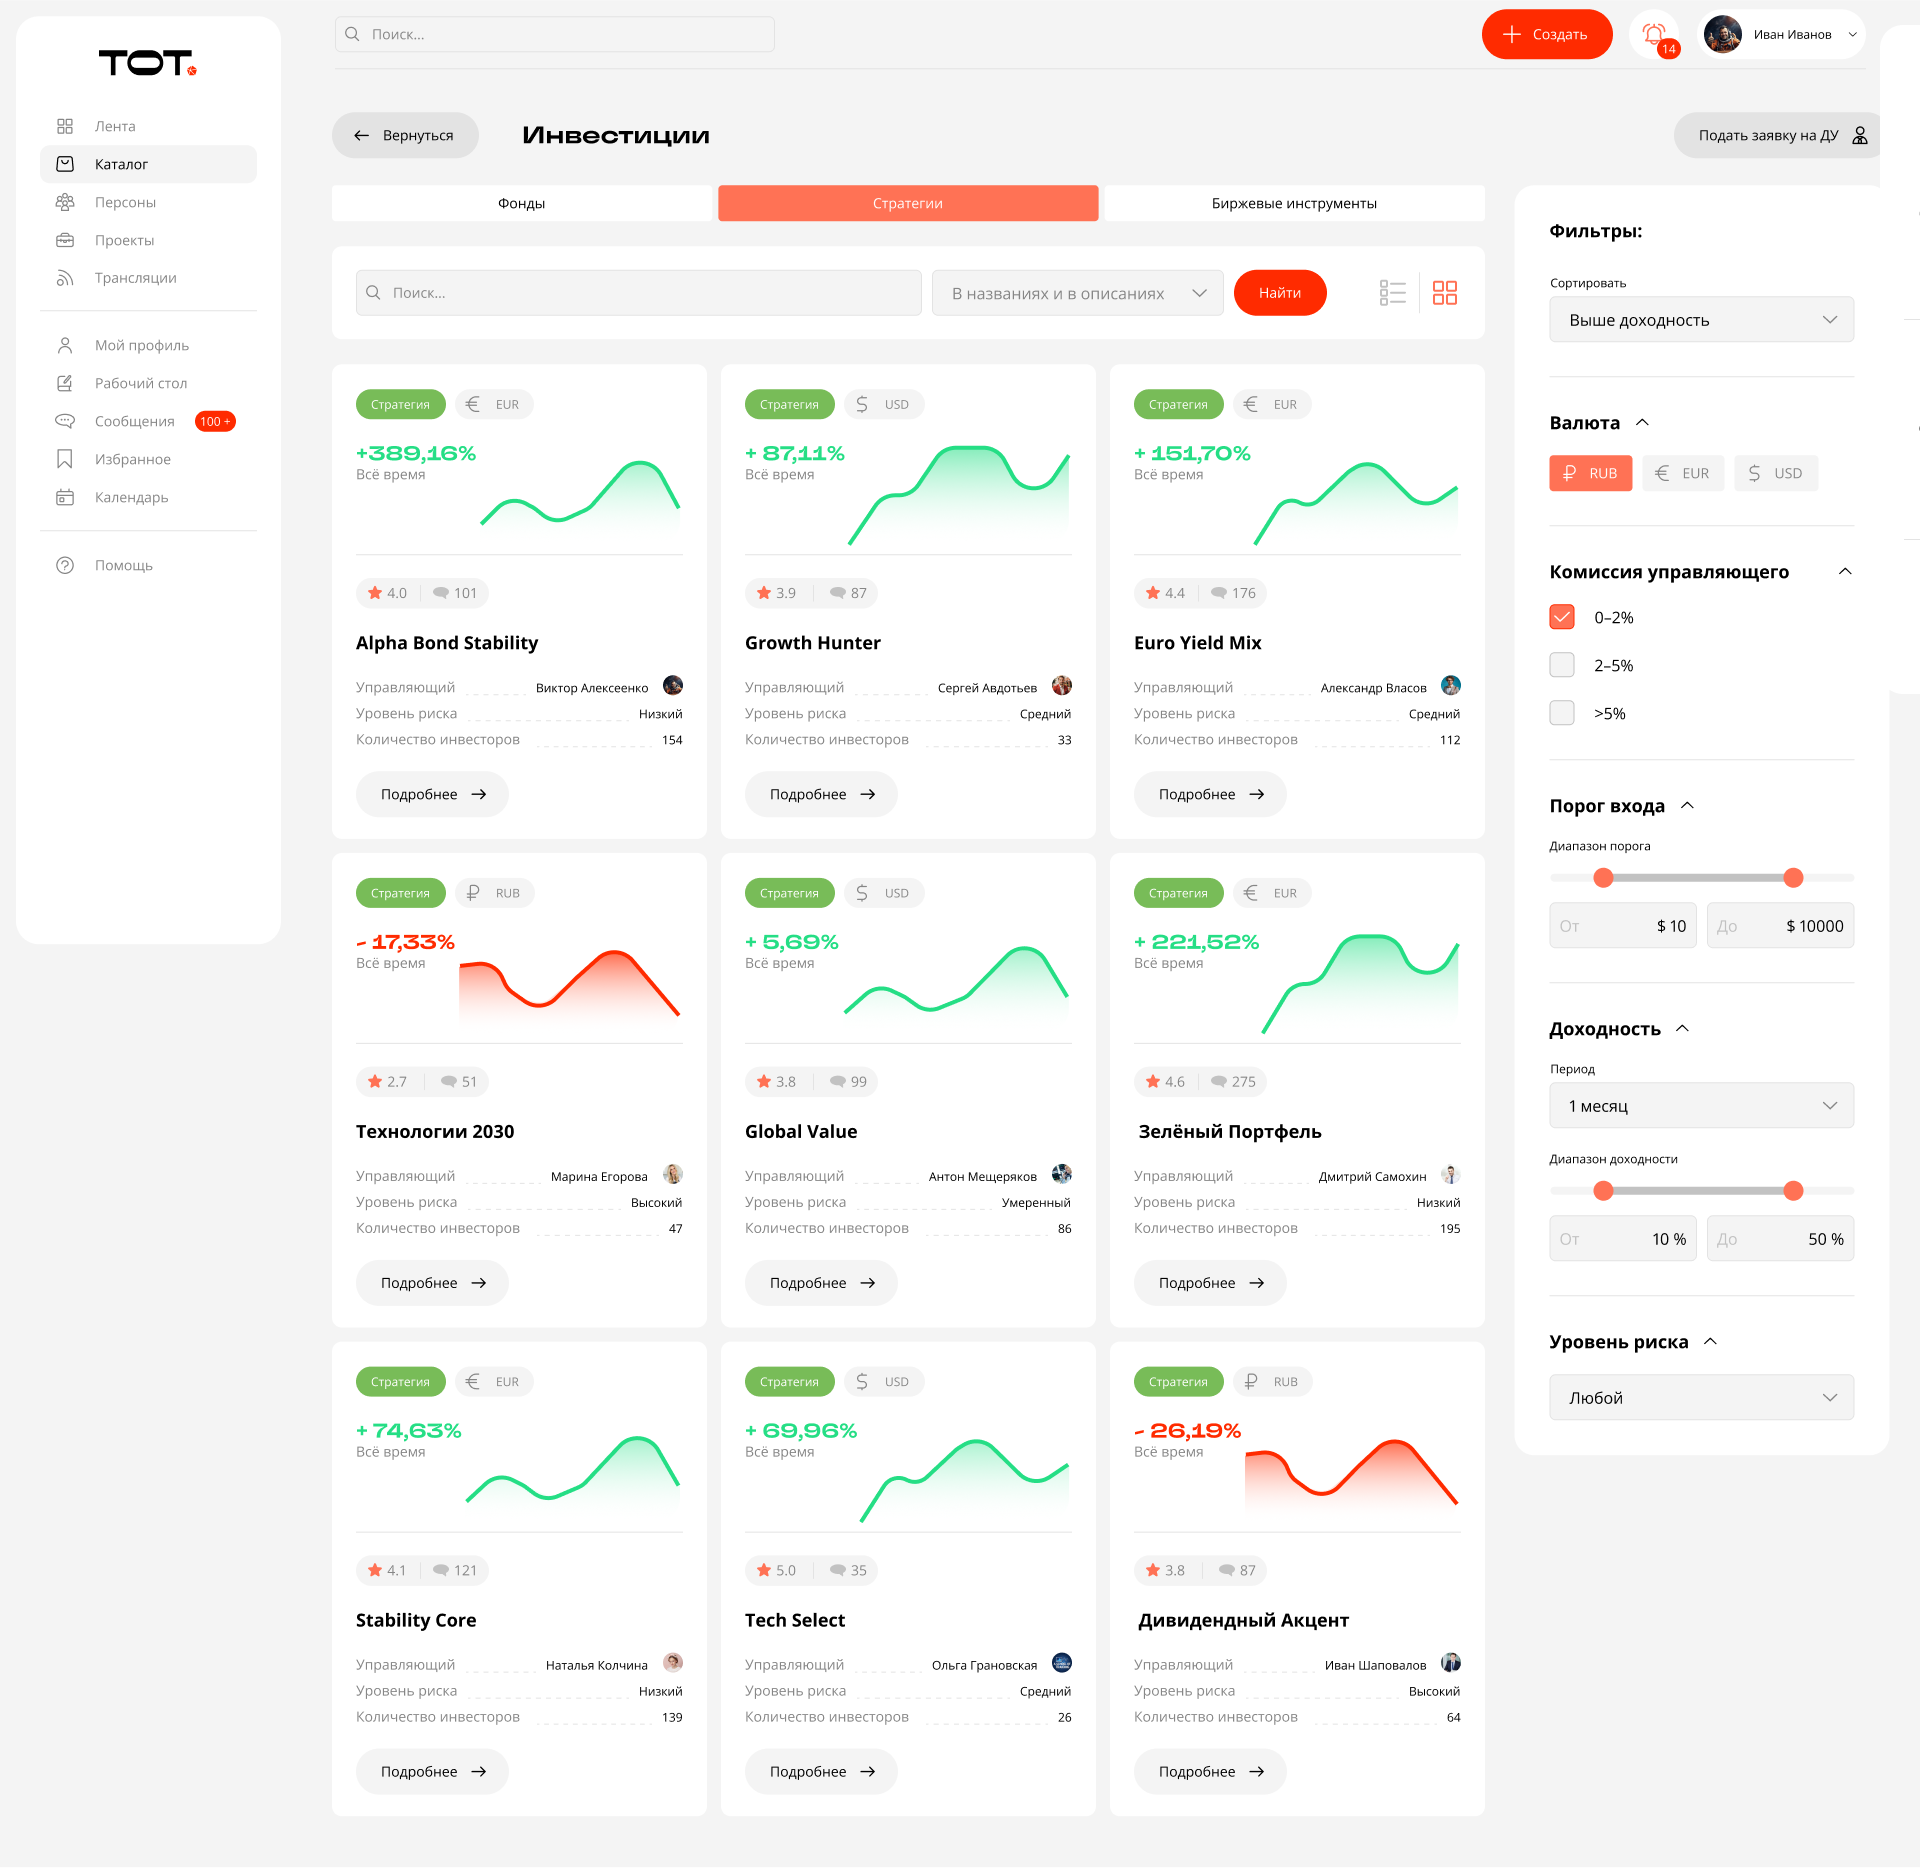 ТОТ.
Лента
Каталог
Персоны
Проекты
Трансляции
Мой профиль
Рабочий стол
Сообщения 100 +
Избранное
Календарь
Помощь
Поиск...
Создать
14
Иван Иванов
Вернуться
Инвестиции
Подать заявку на ДУ
Фонды
Стратегии
Биржевые инструменты
Поиск...
В названиях и в описаниях
Найти
Стратегия € EUR
+389,16%
Всё время
4.0 101
Alpha Bond Stability
Управляющий Виктор Алексеенко
Уровень риска Низкий
Количество инвесторов 154
Подробнее
Стратегия $ USD
+ 87,11%
Всё время
3.9 87
Growth Hunter
Управляющий Сергей Авдотьев
Уровень риска Средний
Количество инвесторов 33
Подробнее
Стратегия € EUR
+ 151,70%
Всё время
4.4 176
Euro Yield Mix
Управляющий Александр Власов
Уровень риска Средний
Количество инвесторов 112
Подробнее
Стратегия ₽ RUB
- 17,33%
Всё время
2.7 51
Технологии 2030
Управляющий Марина Егорова
Уровень риска Высокий
Количество инвесторов 47
Подробнее
Стратегия $ USD
+ 5,69%
Всё время
3.8 99
Global Value
Управляющий Антон Мещеряков
Уровень риска Умеренный
Количество инвесторов 86
Подробнее
Стратегия € EUR
+ 221,52%
Всё время
4.6 275
Зелёный Портфель
Управляющий Дмитрий Самохин
Уровень риска Низкий
Количество инвесторов 195
Подробнее
Стратегия € EUR
+ 74,63%
Всё время
4.1 121
Stability Core
Управляющий Наталья Колчина
Уровень риска Низкий
Количество инвесторов 139
Подробнее
Стратегия $ USD
+ 69,96%
Всё время
5.0 35
Tech Select
Управляющий Ольга Грановская
Уровень риска Средний
Количество инвесторов 26
Подробнее
Стратегия ₽ RUB
- 26,19%
Всё время
3.8 87
Дивидендный Акцент
Управляющий Иван Шаповалов
Уровень риска Высокий
Количество инвесторов 64
Подробнее
Фильтры:
Сортировать
Выше доходность
Валюта
₽ RUB € EUR $ USD
Комиссия управляющего
0–2%
2–5%
>5%
Порог входа
Диапазон порога
От $ 10 До $ 10000
Доходность
Период
1 месяц
Диапазон доходности
От 10 % До 50 %
Уровень риска
Любой